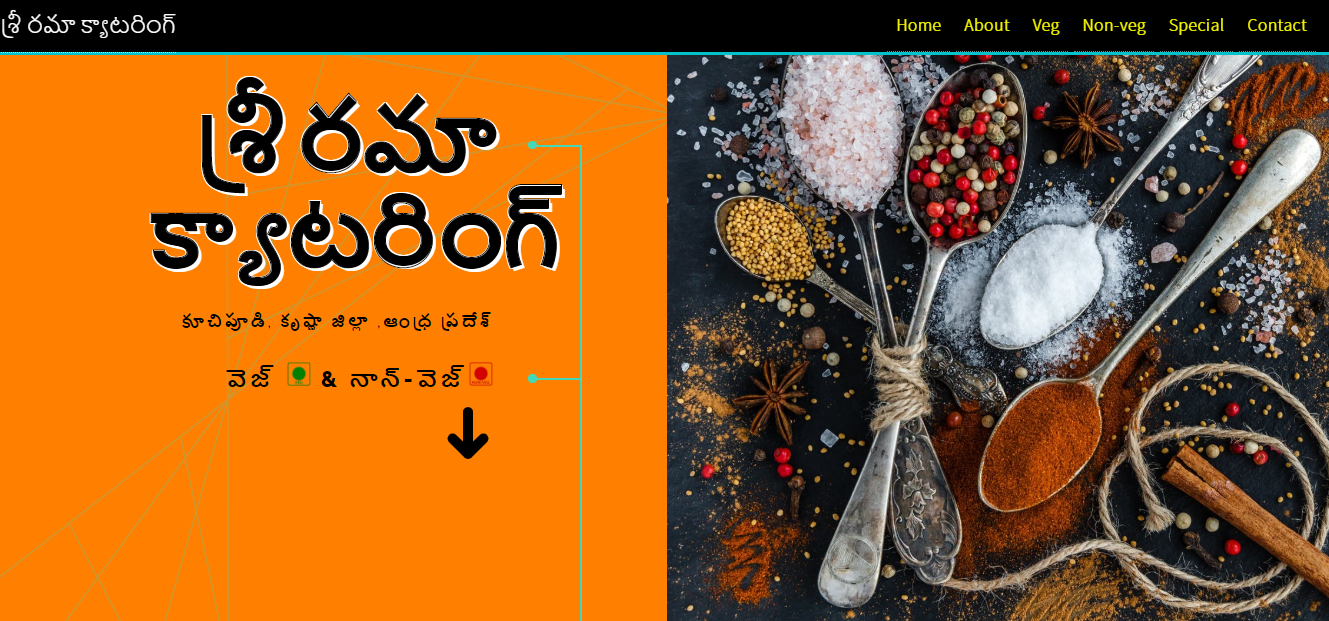 శ్రీ రమా క్యాటరింగ్
Home About Veg Non-veg Special Contact
శ్రీ రమా
క్యాటరింగ్
కూచిపూడి, కృష్ణా జిల్లా ,ఆంధ్ర ప్రదేశ్
వెజ్ & నాన్-వెజ్